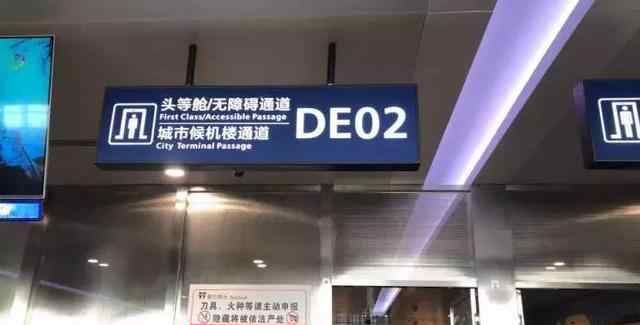 头等舱/无障碍通道
First Class/Accessible Passage
城市候机楼通道
City Terminal Passage
DE02
刀具、火种等请主动申报
隐藏将被依法严处